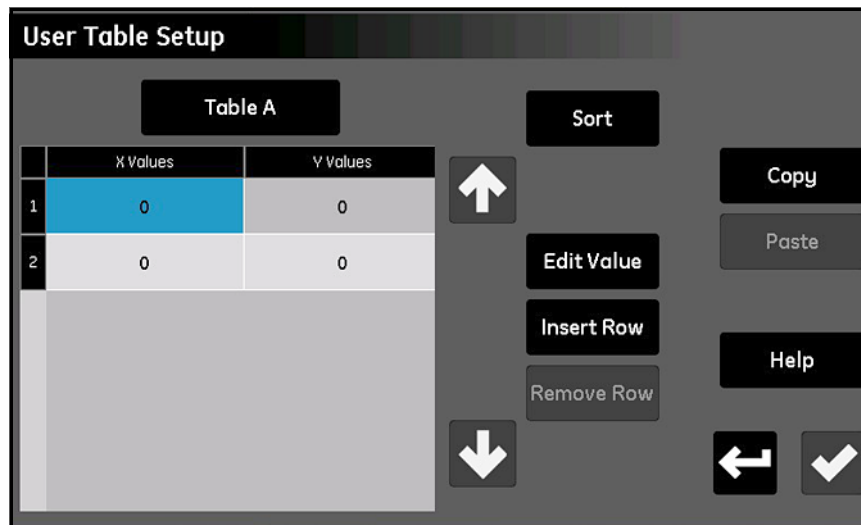 User Table Setup
Table A
Sort
X Values Y Values
Copy
1 0 0
Paste
2 0 0
Edit Value
Insert Row
Help
Remove Row